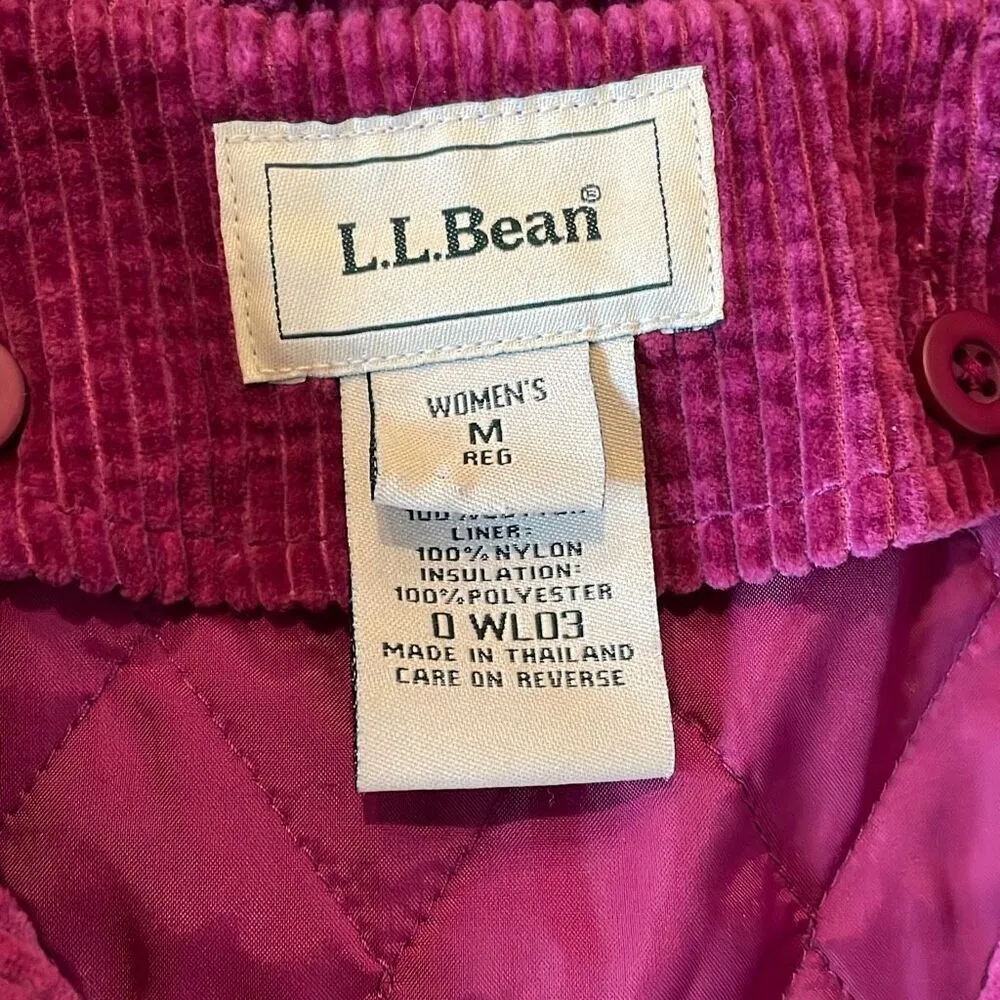 L.L.Bean®
WOMEN'S
M
REG
LINER:
100% NYLON
INSULATION:
100% POLYESTER
0 WL03
MADE IN THAILAND
CARE ON REVERSE